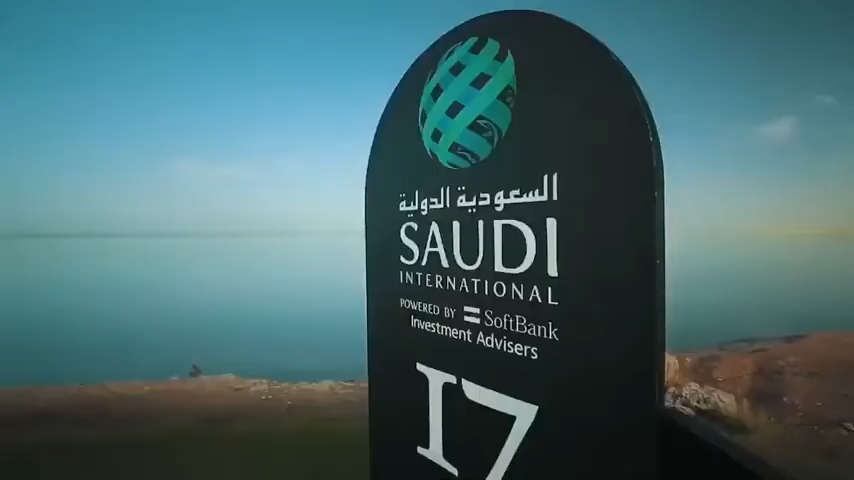 السعودية الدولية
SAUDI
INTERNATIONAL
POWERED BY SoftBank
Investment Advisers
17